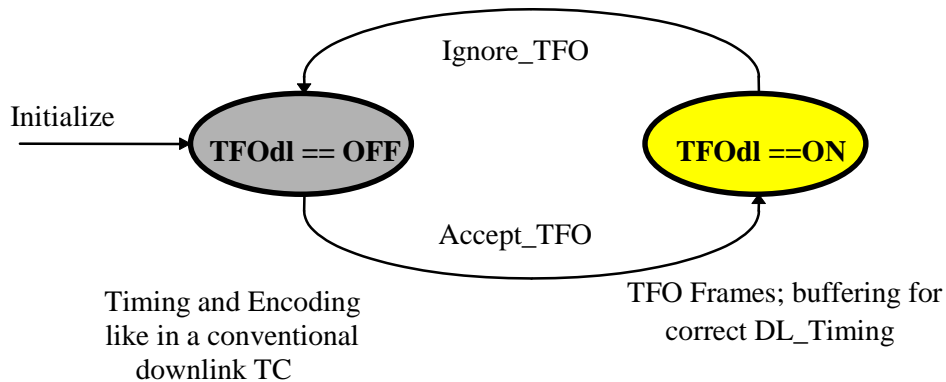 Ignore_TFO
Initialize
TFOdl == OFF
TFOdl ==ON
Accept_TFO
Timing and Encoding
like in a conventional
downlink TC
TFO Frames; buffering for
correct DL_Timing